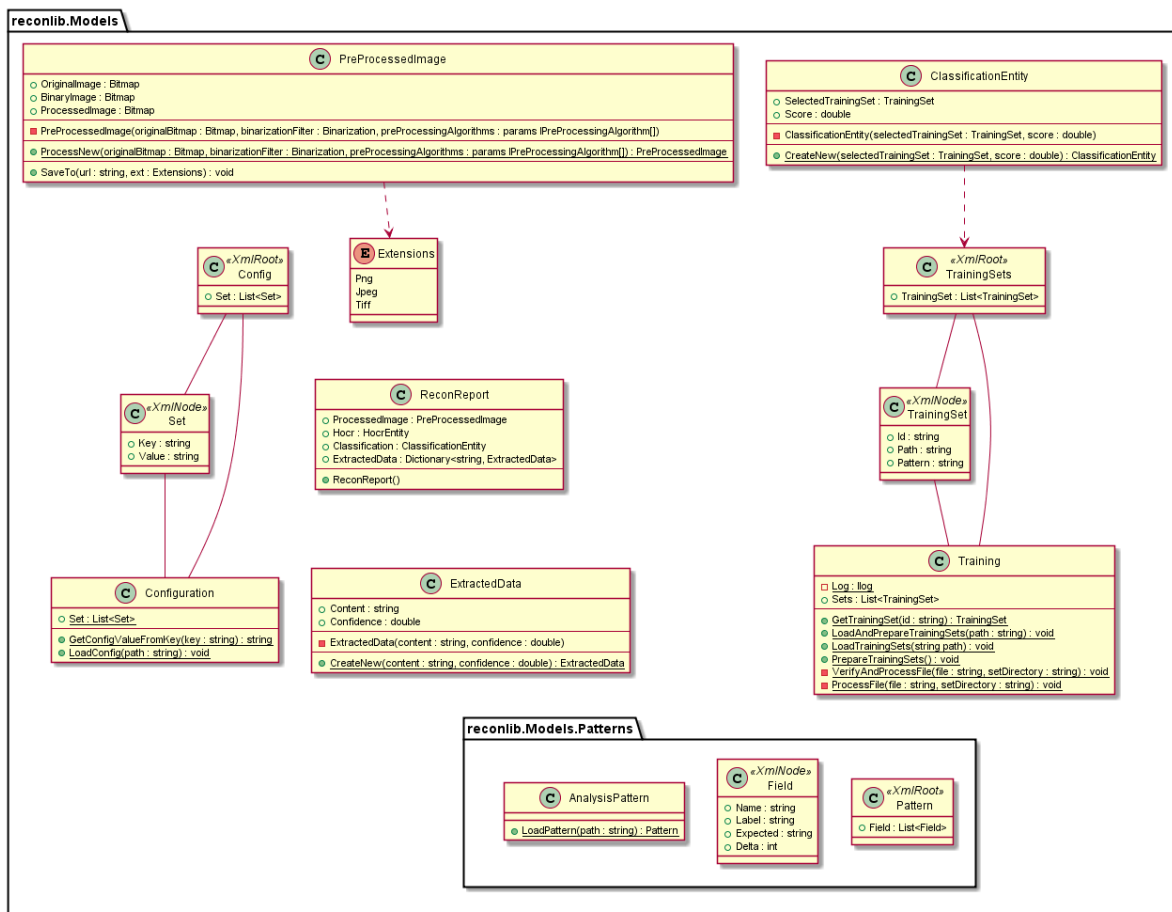 reconlib.Models
C PreProcessedImage
OriginalImage : Bitmap
BinaryImage : Bitmap
ProcessedImage : Bitmap
PreProcessedImage(originalBitmap : Bitmap, binarizationFilter : Binarization, preProcessingAlgorithms : params IPreProcessingAlgorithm[])
ProcessNew(originalBitmap : Bitmap, binarizationFilter : Binarization, preProcessingAlgorithms : params IPreProcessingAlgorithm[]) : PreProcessedImage
SaveTo(url : string, ext : Extensions) : void
C ClassificationEntity
SelectedTrainingSet : TrainingSet
Score : double
ClassificationEntity(selectedTrainingSet : TrainingSet, score : double)
CreateNew(selectedTrainingSet : TrainingSet, score : double) : ClassificationEntity
C «XmlRoot»
Config
Set : List<Set>
E Extensions
Png
Jpeg
Tiff
C «XmlRoot»
TrainingSets
TrainingSet : List<TrainingSet>
C «XmlNode»
Set
Key : string
Value : string
C ReconReport
ProcessedImage : PreProcessedImage
Hocr : HocrEntity
Classification : ClassificationEntity
ExtractedData : Dictionary<string, ExtractedData>
ReconReport()
C «XmlNode»
TrainingSet
Id : string
Path : string
Pattern : string
C Configuration
Set : List<Set>
GetConfigValueFromKey(key : string) : string
LoadConfig(path : string) : void
C ExtractedData
Content : string
Confidence : double
ExtractedData(content : string, confidence : double)
CreateNew(content : string, confidence : double) : ExtractedData
C Training
Log : Ilog
Sets : List<TrainingSet>
GetTrainingSet(id : string) : TrainingSet
LoadAndPrepareTrainingSets(path : string) : void
LoadTrainingSets(string path) : void
PrepareTrainingSets() : void
VerifyAndProcessFile(file : string, setDirectory : string) : void
ProcessFile(file : string, setDirectory : string) : void
reconlib.Models.Patterns
C AnalysisPattern
LoadPattern(path : string) : Pattern
C «XmlNode»
Field
Name : string
Label : string
Expected : string
Delta : int
C «XmlRoot»
Pattern
Field : List<Field>